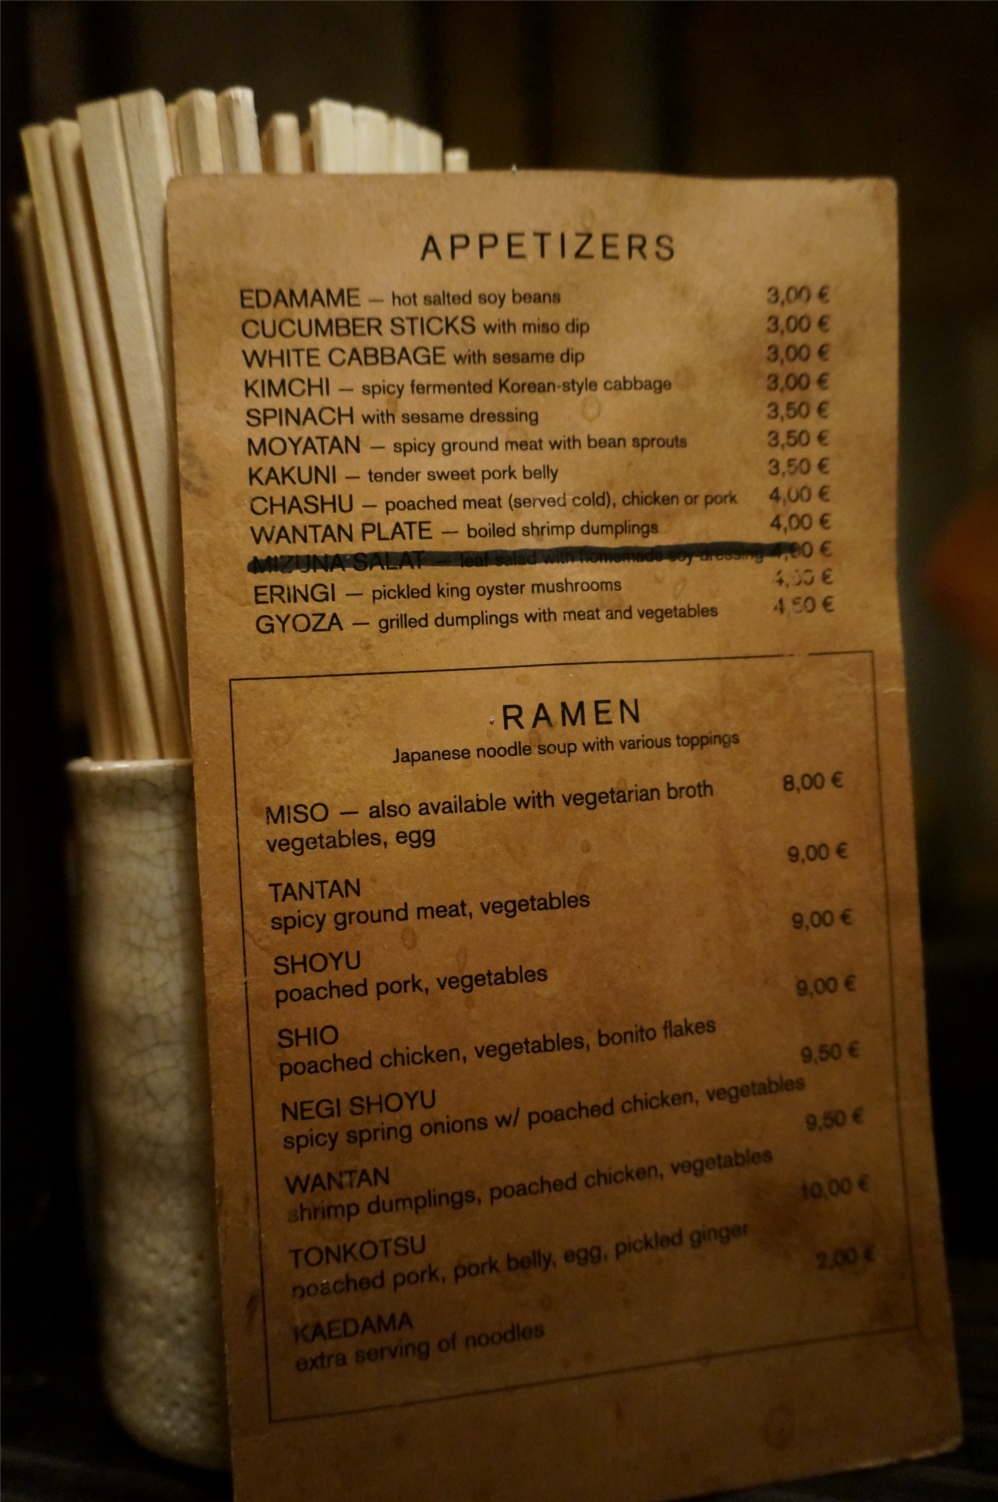 APPETIZERS
EDAMAME — hot salted soy beans 3,00 €
CUCUMBER STICKS with miso dip 3,00 €
WHITE CABBAGE with sesame dip 3,00 €
KIMCHI — spicy fermented Korean-style cabbage 3,00 €
SPINACH with sesame dressing 3,50 €
MOYATAN — spicy ground meat with bean sprouts 3,50 €
KAKUNI — tender sweet pork belly 3,50 €
CHASHU — poached meat (served cold), chicken or pork 4,00 €
WANTAN PLATE — boiled shrimp dumplings 4,00 €
MIZUNA SALAT — leaf salad with homemade soy dressing €
ERINGI — pickled king oyster mushrooms €
GYOZA — grilled dumplings with meat and vegetables 4,50 €
RAMEN
Japanese noodle soup with various toppings
MISO — also available with vegetarian broth 8,00 €
vegetables, egg
TANTAN 9,00 €
spicy ground meat, vegetables
SHOYU 9,00 €
poached pork, vegetables
SHIO 9,00 €
poached chicken, vegetables, bonito flakes
NEGI SHOYU 9,50 €
spicy spring onions w/ poached chicken, vegetables
WANTAN 9,50 €
shrimp dumplings, poached chicken, vegetables
TONKOTSU 10,00 €
poached pork, pork belly, egg, pickled ginger
KAEDAMA 2,00 €
extra serving of noodles